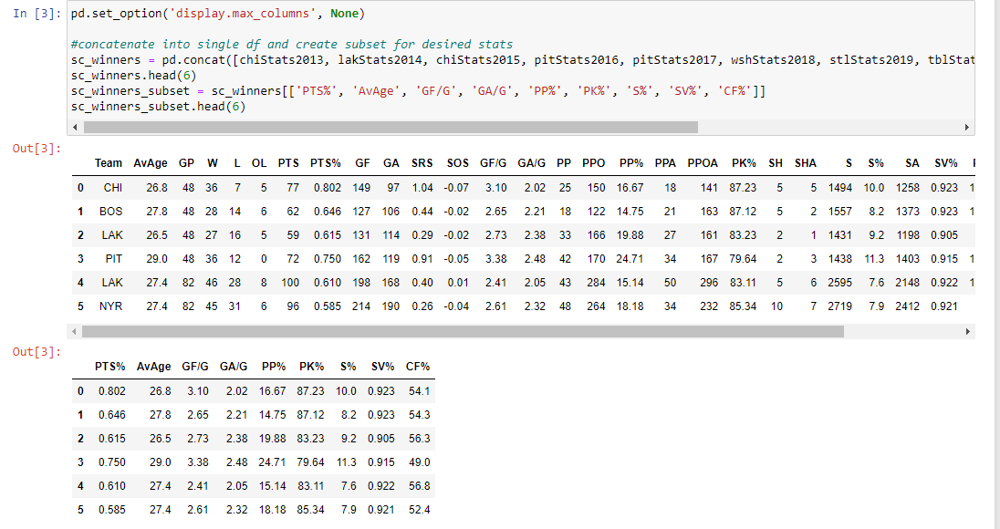 In [3]: pd.set_option('display.max_columns', None)
#concatenate into single df and create subset for desired stats
sc_winners = pd.concat([chiStats2013, lakStats2014, chiStats2015, pitStats2016, pitStats2017, wshStats2018, stlStats2019, tblStat
sc_winners.head(6)
sc_winners_subset = sc_winners[['PTS%', 'AvAge', 'GF/G', 'GA/G', 'PP%', 'PK%', 'S%', 'SV%', 'CF%']]
sc_winners_subset.head(6)
Out[3]:
Team AvAge GP W L OL PTS PTS% GF GA SRS SOS GF/G GA/G PP PPO PP% PPA PPOA PK% SH SHA S S% SA SV%
0 CHI 26.8 48 36 7 5 77 0.802 149 97 1.04 -0.07 3.10 2.02 25 150 16.67 18 141 87.23 5 5 1494 10.0 1258 0.923 1
1 BOS 27.8 48 28 14 6 62 0.646 127 106 0.44 -0.02 2.65 2.21 18 122 14.75 21 163 87.12 5 2 1557 8.2 1373 0.923 1
2 LAK 26.5 48 27 16 5 59 0.615 131 114 0.29 -0.02 2.73 2.38 33 166 19.88 27 161 83.23 2 1 1431 9.2 1198 0.905
3 PIT 29.0 48 36 12 0 72 0.750 162 119 0.91 -0.05 3.38 2.48 42 170 24.71 34 167 79.64 2 3 1438 11.3 1403 0.915 1
4 LAK 27.4 82 46 28 8 100 0.610 198 168 0.40 0.01 2.41 2.05 43 284 15.14 50 296 83.11 5 6 2595 7.6 2148 0.922 1
5 NYR 27.4 82 45 31 6 96 0.585 214 190 0.26 -0.04 2.61 2.32 48 264 18.18 34 232 85.34 10 7 2719 7.9 2412 0.921
Out[3]:
PTS% AvAge GF/G GA/G PP% PK% S% SV% CF%
0 0.802 26.8 3.10 2.02 16.67 87.23 10.0 0.923 54.1
1 0.646 27.8 2.65 2.21 14.75 87.12 8.2 0.923 54.3
2 0.615 26.5 2.73 2.38 19.88 83.23 9.2 0.905 56.3
3 0.750 29.0 3.38 2.48 24.71 79.64 11.3 0.915 49.0
4 0.610 27.4 2.41 2.05 15.14 83.11 7.6 0.922 56.8
5 0.585 27.4 2.61 2.32 18.18 85.34 7.9 0.921 52.4